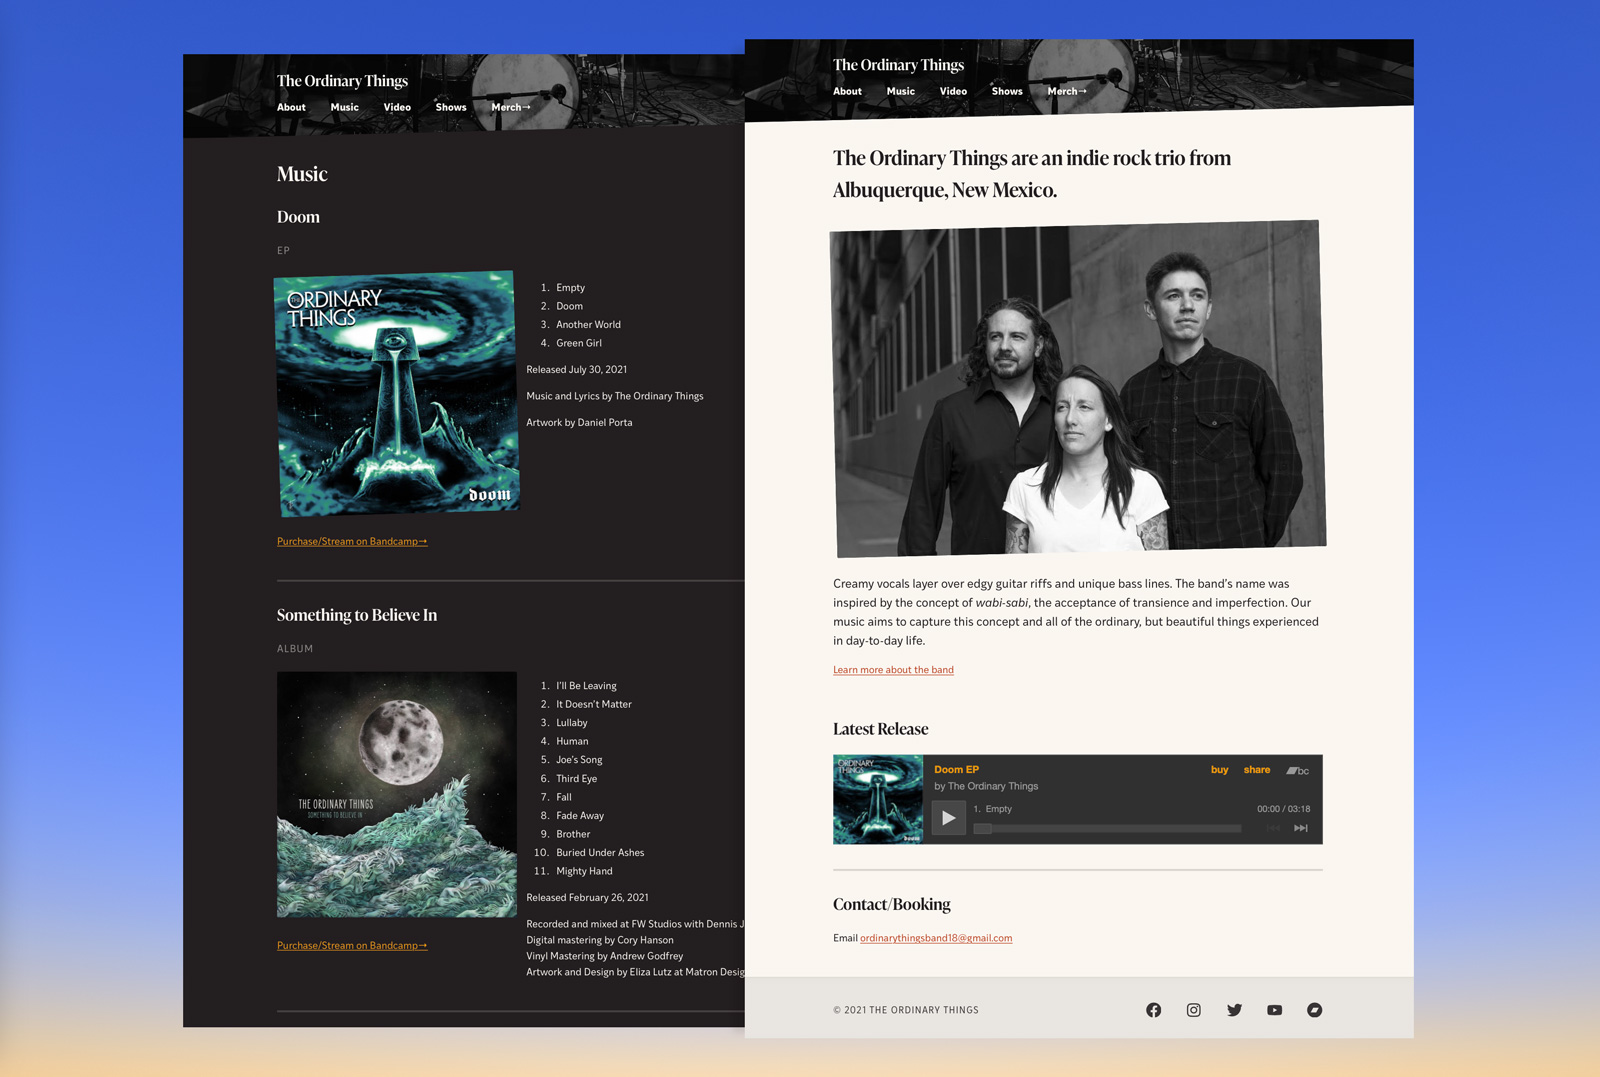 The Ordinary Things
About Music Video Shows Merch→
Music
Doom
EP
THE ORDINARY
THINGS
doom
1. Empty
2. Doom
3. Another World
4. Green Girl
Released July 30, 2021
Music and Lyrics by The Ordinary Things
Artwork by Daniel Porta
Purchase/Stream on Bandcamp→
Something to Believe In
ALBUM
THE ORDINARY THINGS
SOMETHING TO BELIEVE IN
1. I'll Be Leaving
2. It Doesn't Matter
3. Lullaby
4. Human
5. Joe's Song
6. Third Eye
7. Fall
8. Fade Away
9. Brother
10. Buried Under Ashes
11. Mighty Hand
Released February 26, 2021
Recorded and mixed at FW Studios with Dennis J
Digital mastering by Cory Hanson
Vinyl Mastering by Andrew Godfrey
Artwork and Design by Eliza Lutz at Matron Desig
Purchase/Stream on Bandcamp→
The Ordinary Things
About Music Video Shows Merch→
The Ordinary Things are an indie rock trio from
Albuquerque, New Mexico.
Creamy vocals layer over edgy guitar riffs and unique bass lines. The band's name was
inspired by the concept of wabi-sabi, the acceptance of transience and imperfection. Our
music aims to capture this concept and all of the ordinary, but beautiful things experienced
in day-to-day life.
Learn more about the band
Latest Release
ORDINARY
THINGS
doom
Doom EP
buy share bc
by The Ordinary Things
1. Empty
00:00 / 03:18
Contact/Booking
Email ordinarythingsband18@gmail.com
© 2021 THE ORDINARY THINGS